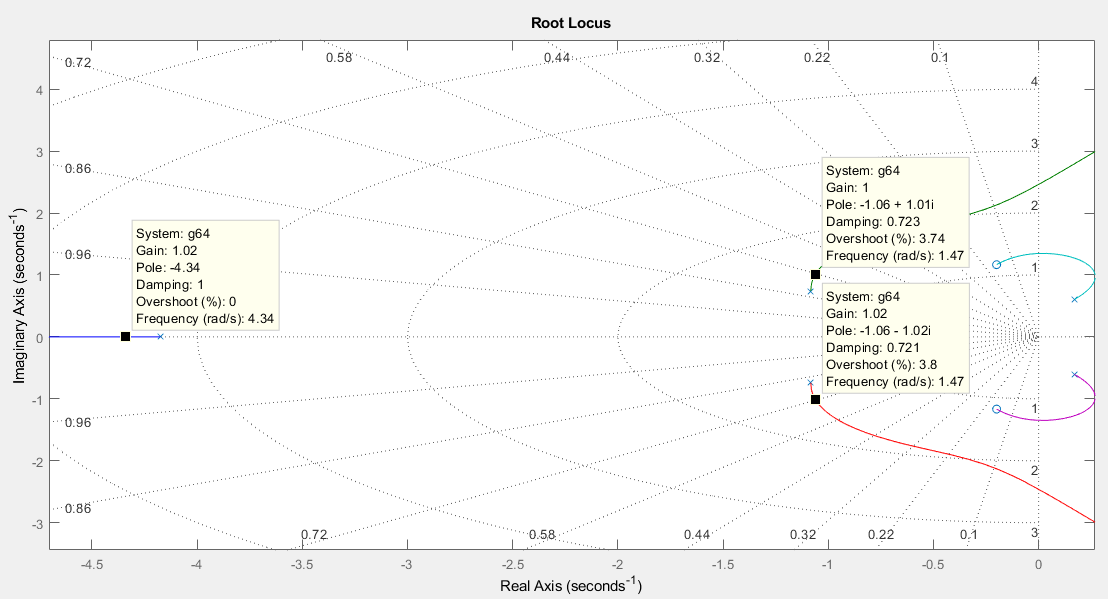 Root Locus
0.72
0.58
0.44
0.32
0.22
0.1
4
4
0.86
3
3
System: g64
Gain: 1
Pole: -1.06 + 1.01i
Damping: 0.723
Overshoot (%): 3.74
Frequency (rad/s): 1.47
2
2
System: g64
Gain: 1.02
Pole: -4.34
Damping: 1
Overshoot (%): 0
Frequency (rad/s): 4.34
0.96
1
1
System: g64
Gain: 1.02
Pole: -1.06 - 1.02i
Damping: 0.721
Overshoot (%): 3.8
Frequency (rad/s): 1.47
0
-1
1
0.96
-2
2
0.86
-3
3
0.72
0.58
0.44
0.32
0.22
0.1
-4.5
-4
-3.5
-3
-2.5
-2
-1.5
-1
-0.5
0
Real Axis (seconds-1)
Imaginary Axis (seconds-1)